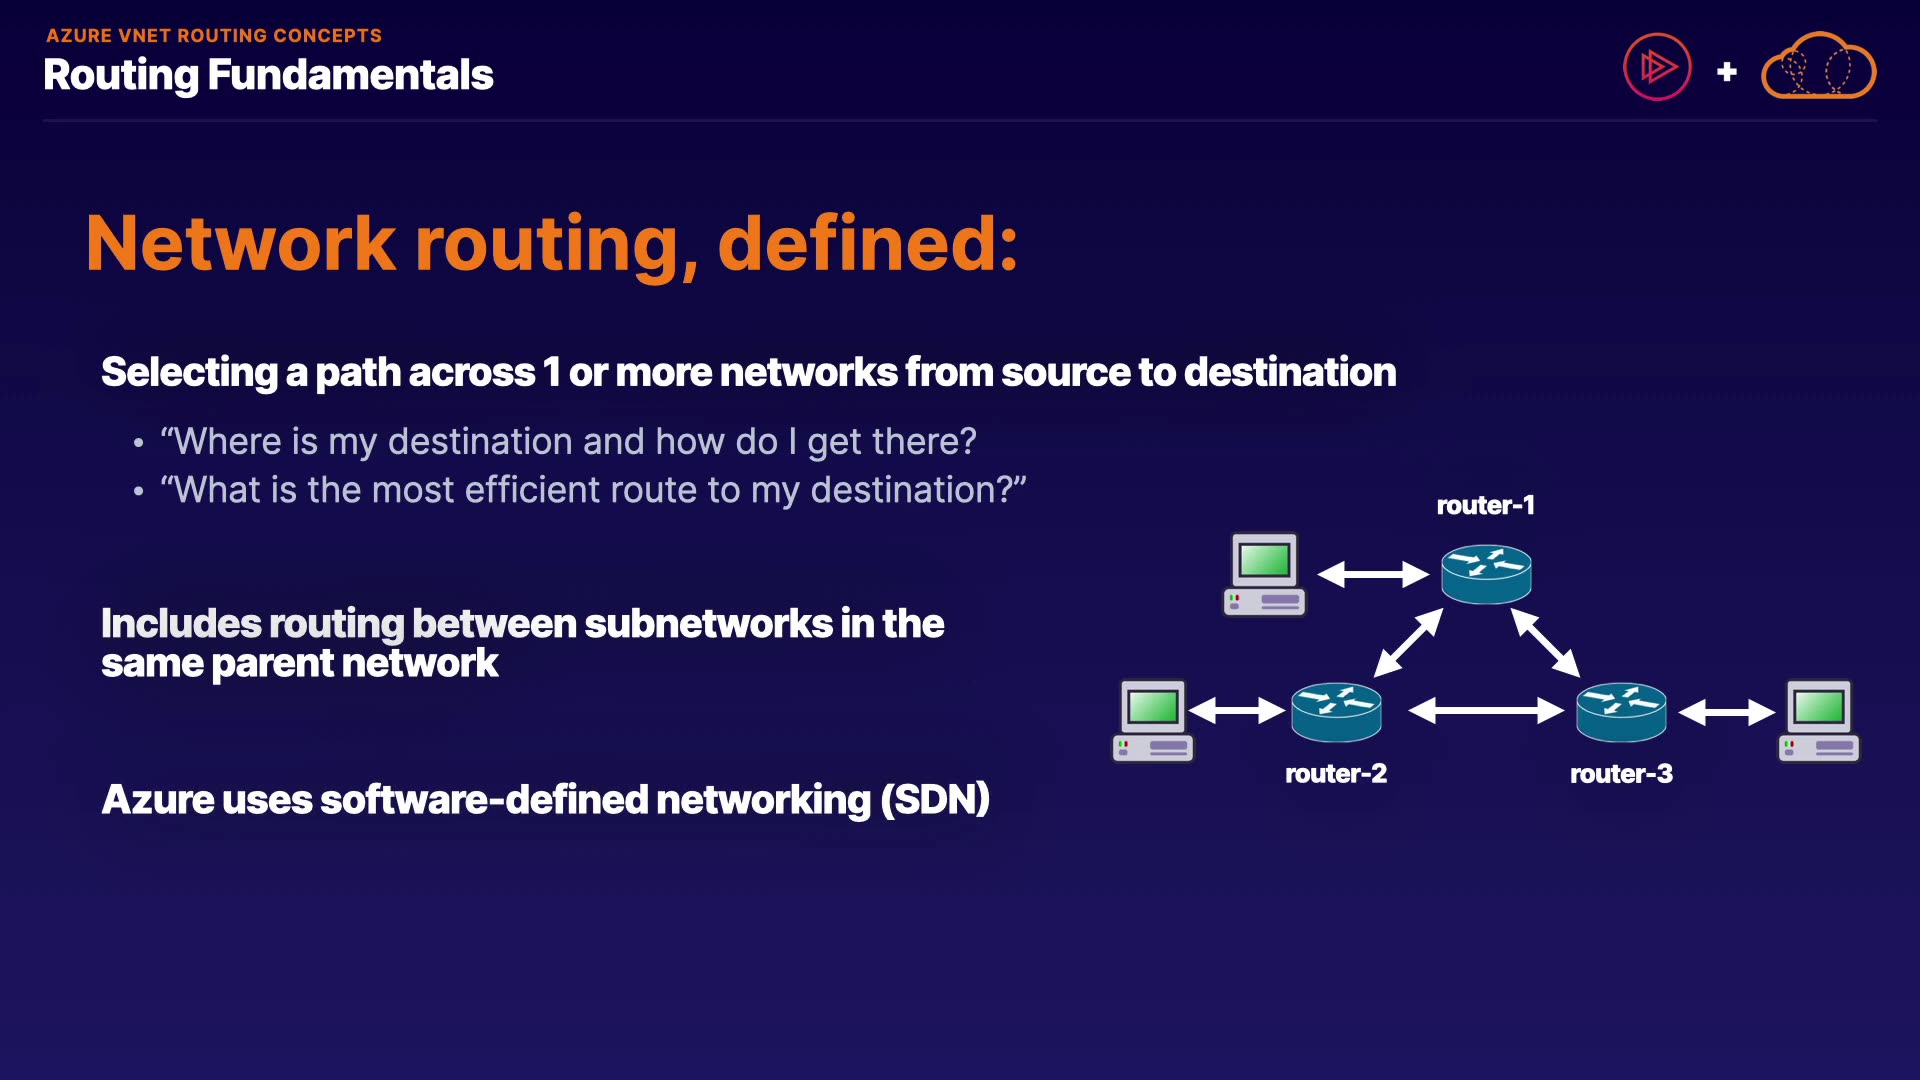 AZURE VNET ROUTING CONCEPTS
Routing Fundamentals
+
Network routing, defined:
Selecting a path across 1 or more networks from source to destination
• “Where is my destination and how do I get there?
• “What is the most efficient route to my destination?”
router-1
Includes routing between subnetworks in the
same parent network
router-2
router-3
Azure uses software-defined networking (SDN)